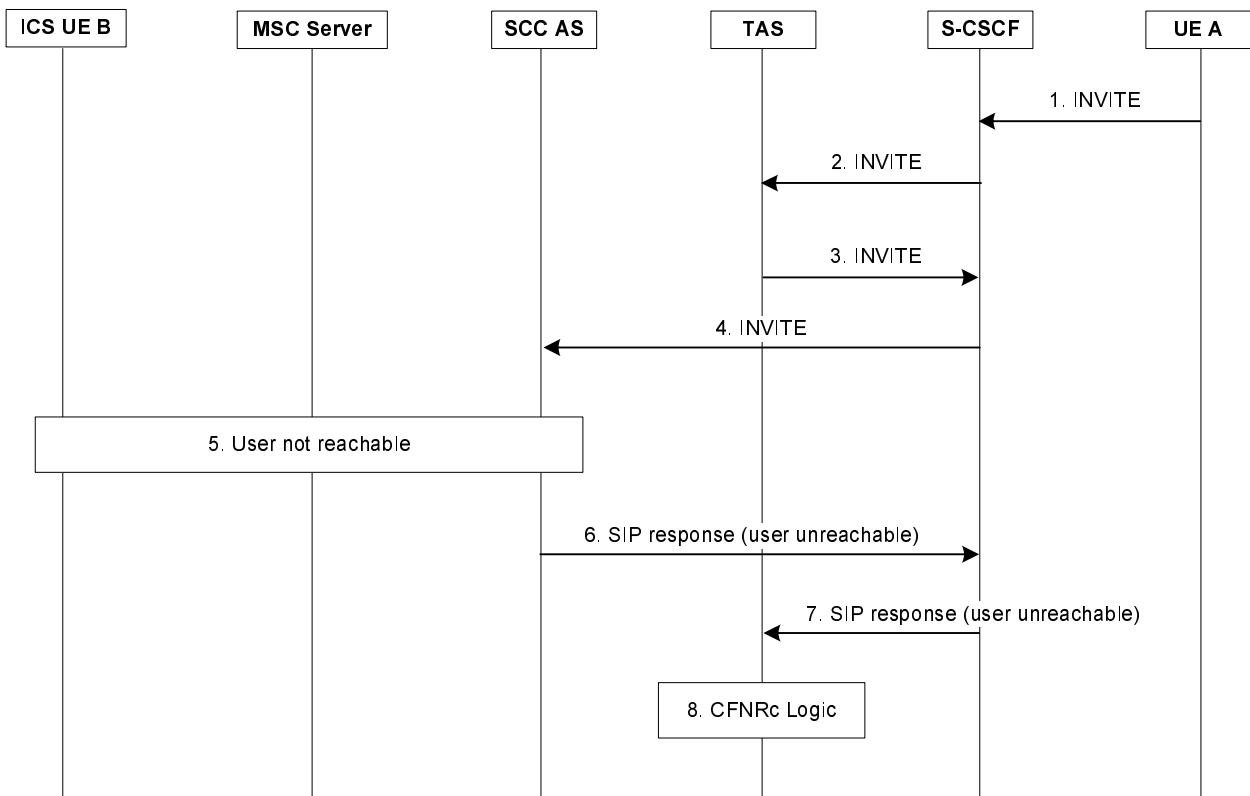 ICS UE B
MSC Server
SCC AS
TAS
S-CSCF
UE A
1. INVITE
2. INVITE
3. INVITE
4. INVITE
5. User not reachable
6. SIP response (user unreachable)
7. SIP response (user unreachable)
8. CFNRc Logic